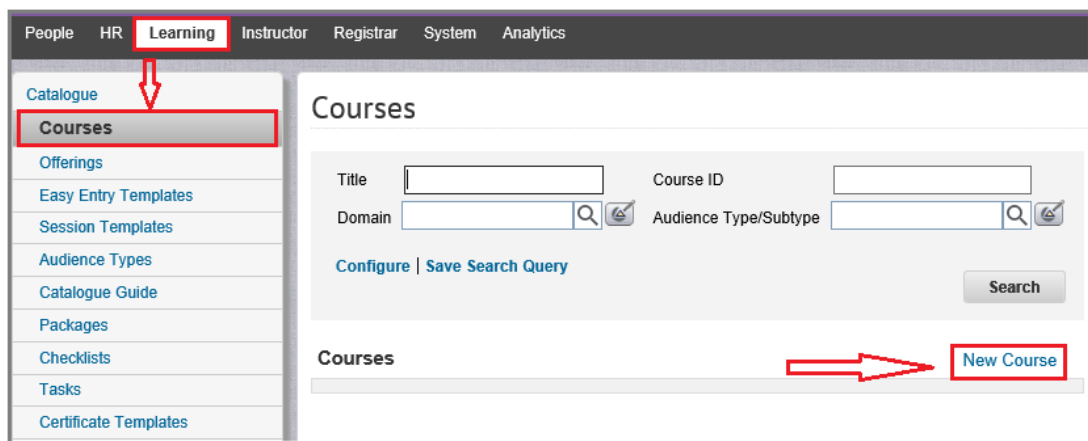 People HR Learning Instructor Registrar System Analytics
Catalogue
Courses
Offerings
Easy Entry Templates
Session Templates
Audience Types
Catalogue Guide
Packages
Checklists
Tasks
Certificate Templates
Courses
Title Course ID
Domain Audience Type/Subtype
Configure | Save Search Query
Search
Courses New Course